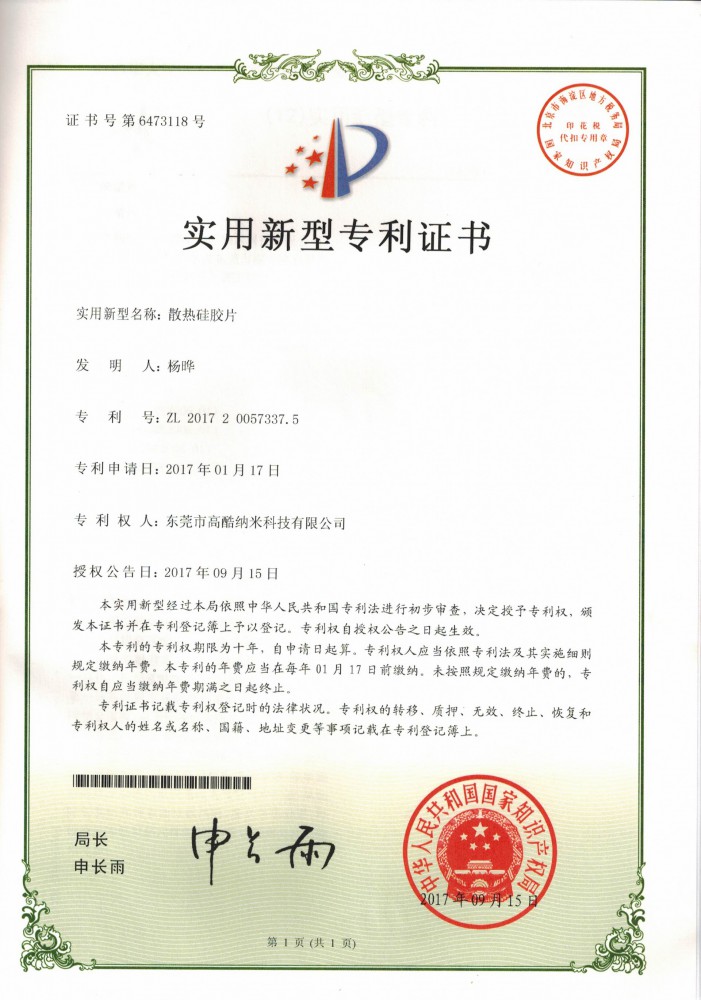 证书号第6473118号
北京市海淀区地方税务局
印花税
代扣专用章
国家知识产权局
实用新型专利证书
实用新型名称：散热硅胶片
发明人：杨晔
专利号：ZL 2017 2 0057337.5
专利申请日：2017年01月17日
专利权人：东莞市高酷纳米科技有限公司
授权公告日：2017年09月15日
本实用新型经过本局依照中华人民共和国专利法进行初步审查，决定授予专利权，颁
发本证书并在专利登记簿上予以登记。专利权自授权公告之日起生效。
本专利的专利权期限为十年，自申请日起算。专利权人应当依照专利法及其实施细则
规定缴纳年费。本专利的年费应当在每年01月17日前缴纳。未按照规定缴纳年费的，专
利权自应当缴纳年费期满之日起终止。
专利证书记载专利权登记时的法律状况。专利权的转移、质押、无效、终止、恢复和
专利权人的姓名或名称、国籍、地址变更等事项记载在专利登记簿上。
局长
申长雨
申长雨
中华人民共和国国家知识产权局
2017年09月15日
第1页（共1页）